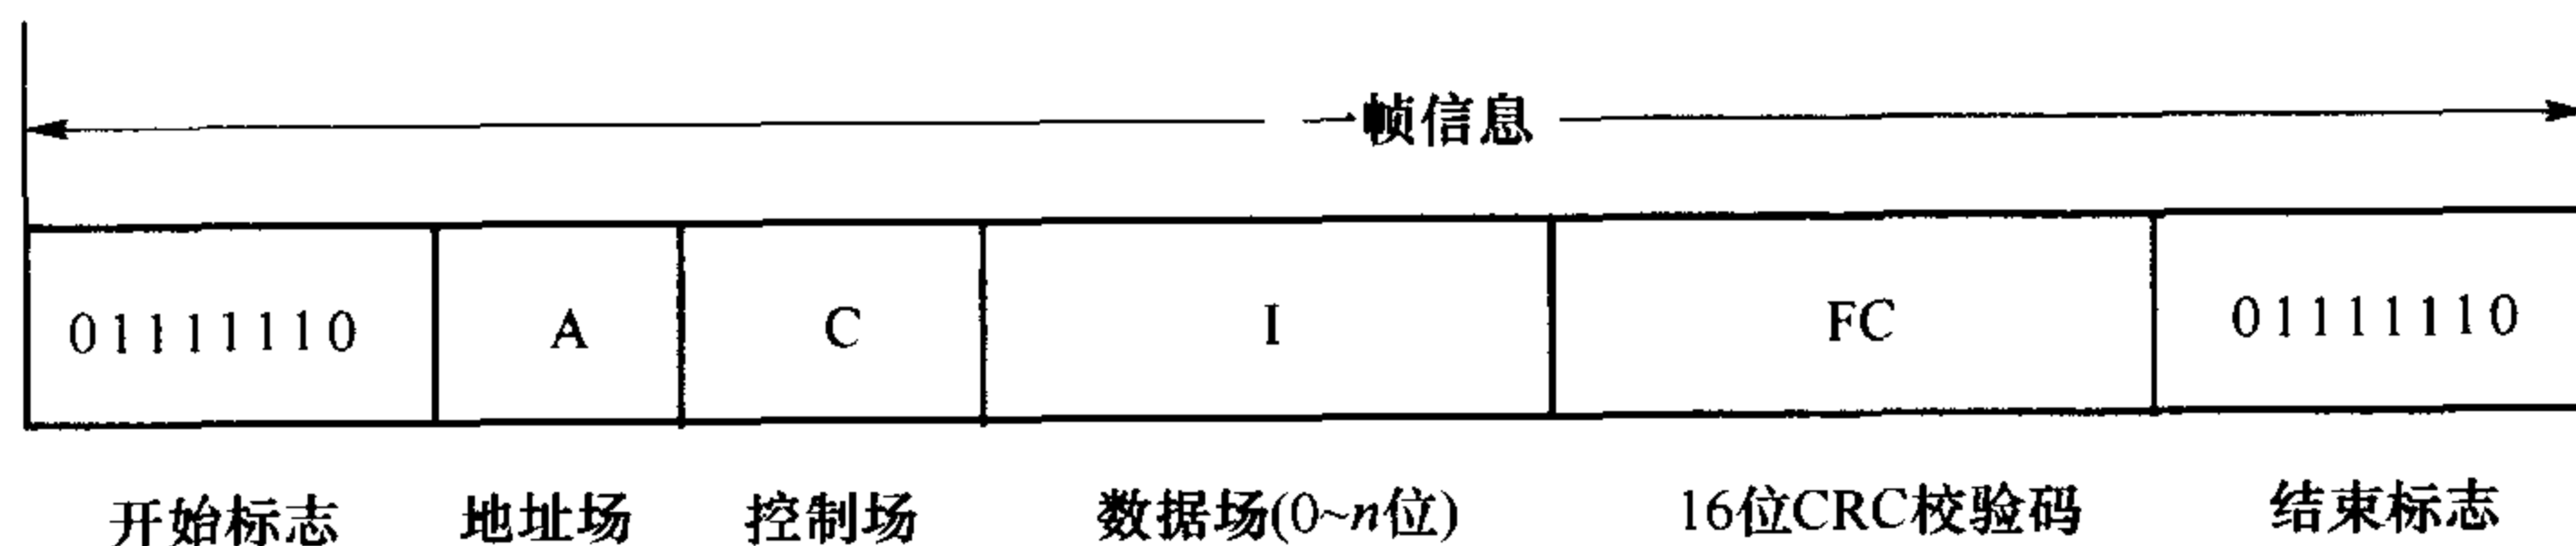 一帧信息
01111110 A C I FC 01111110
开始标志 地址场 控制场 数据场(0~n位) 16位CRC校验码 结束标志